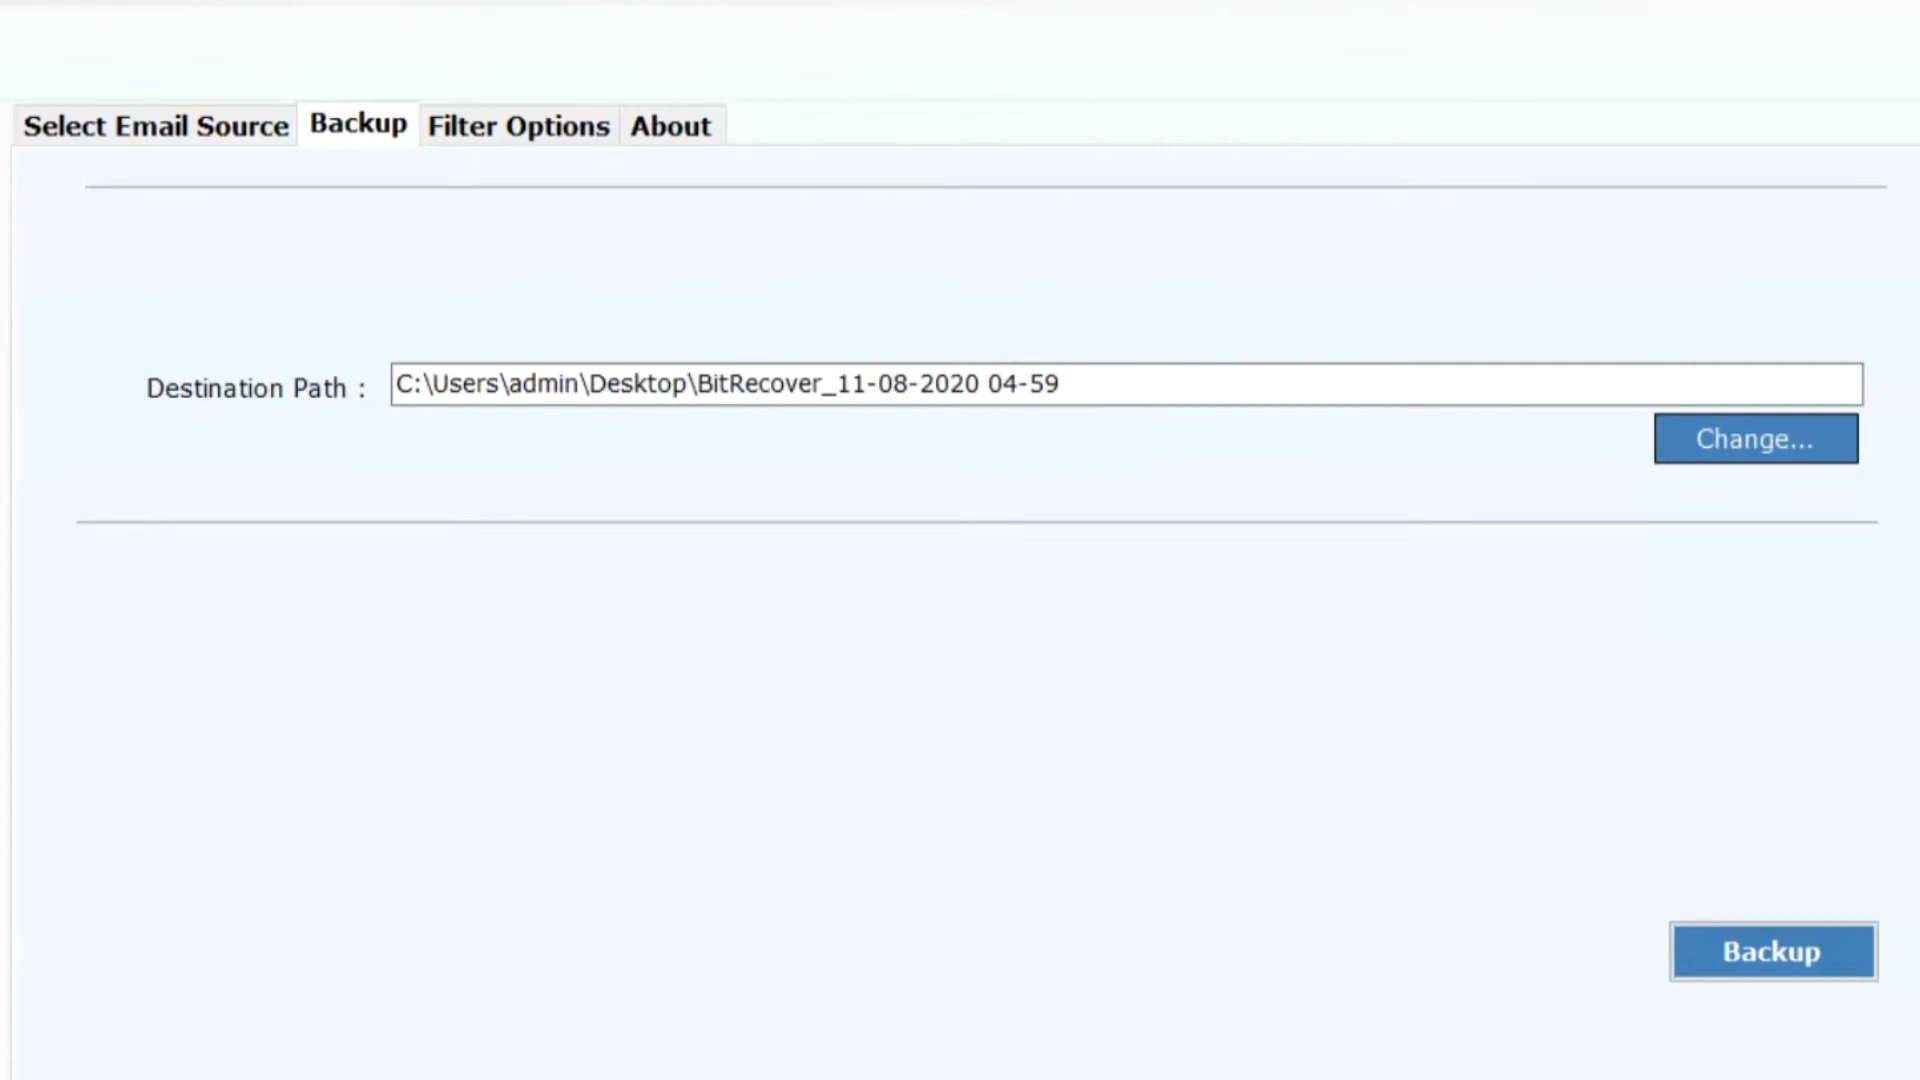 Select Email Source Backup Filter Options About
Destination Path : C:\Users\admin\Desktop\BitRecover_11-08-2020 04-59
Change...
Backup